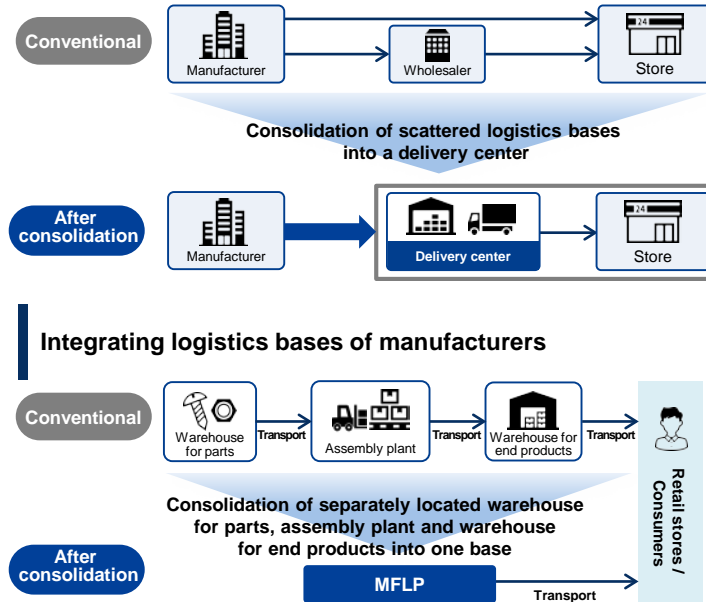 Conventional
Manufacturer
Wholesaler
24
Store
Consolidation of scattered logistics bases
into a delivery center
After
consolidation
Manufacturer
Delivery center
24
Store
Integrating logistics bases of manufacturers
Conventional
Warehouse
for parts
Transport
Assembly plant
Transport
Warehouse for
end products
Transport
Retail stores /
Consumers
Consolidation of separately located warehouse
for parts, assembly plant and warehouse
for end products into one base
After
consolidation
MFLP
Transport